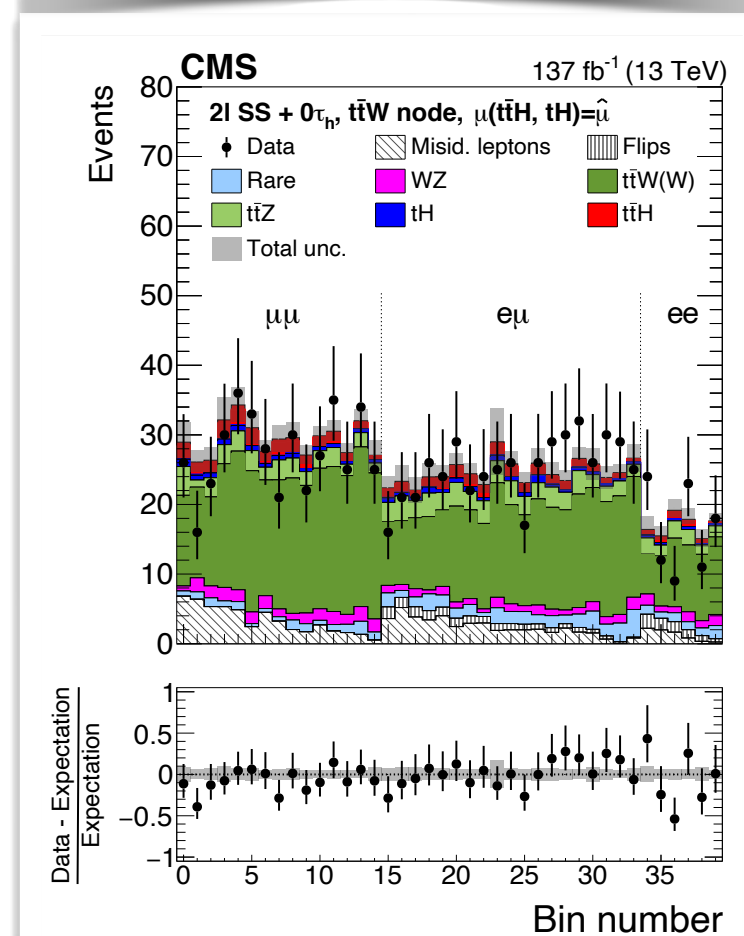 CMS 137 fb⁻¹ (13 TeV)
Events
80
2l SS + 0τₕ, tt̄W node, μ(tt̄H, tH)=μ̂
Data Misid. leptons Flips
70
Rare WZ tt̄W(W)
tt̄Z tH tt̄H
60
Total unc.
50
μμ eμ ee
40
30
20
10
0
Data - Expectation
Expectation
1
0.5
0
−0.5
−1
0 5 10 15 20 25 30 35
Bin number